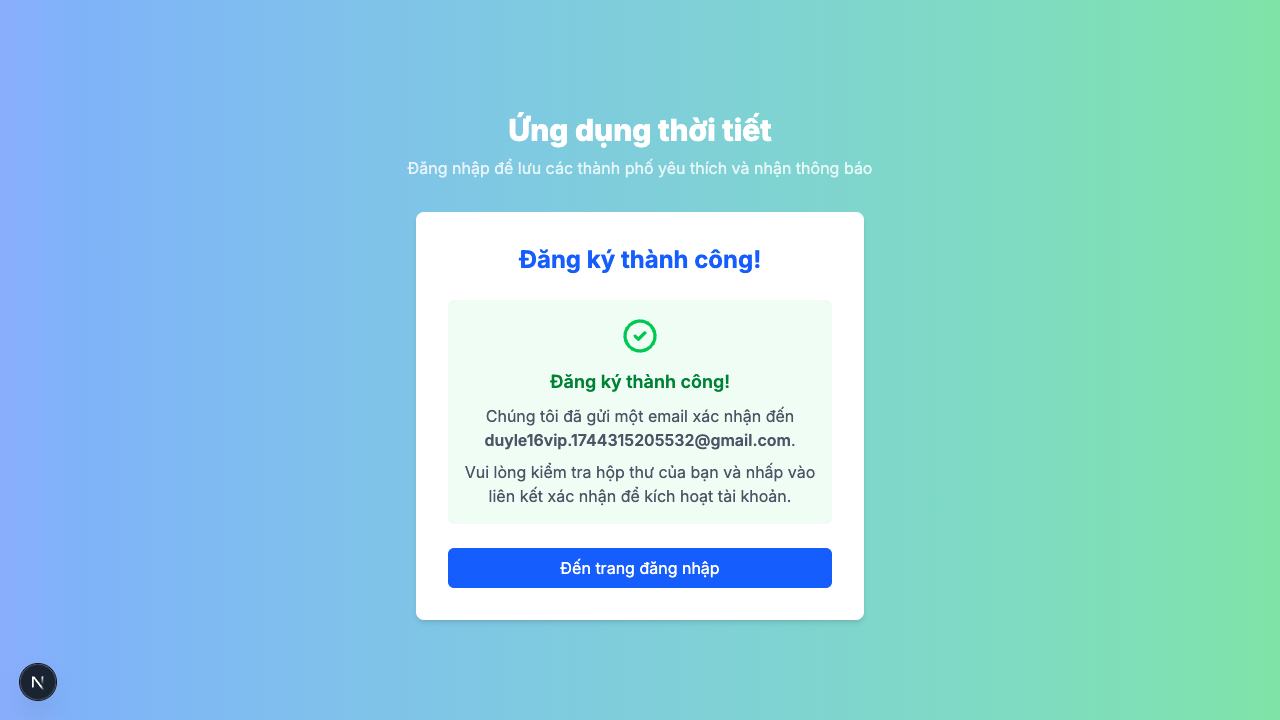 Ứng dụng thời tiết
Đăng nhập để lưu các thành phố yêu thích và nhận thông báo
Đăng ký thành công!
Đăng ký thành công!
Chúng tôi đã gửi một email xác nhận đến
duyle16vip.1744315205532@gmail.com.
Vui lòng kiểm tra hộp thư của bạn và nhấp vào
liên kết xác nhận để kích hoạt tài khoản.
Đến trang đăng nhập
N